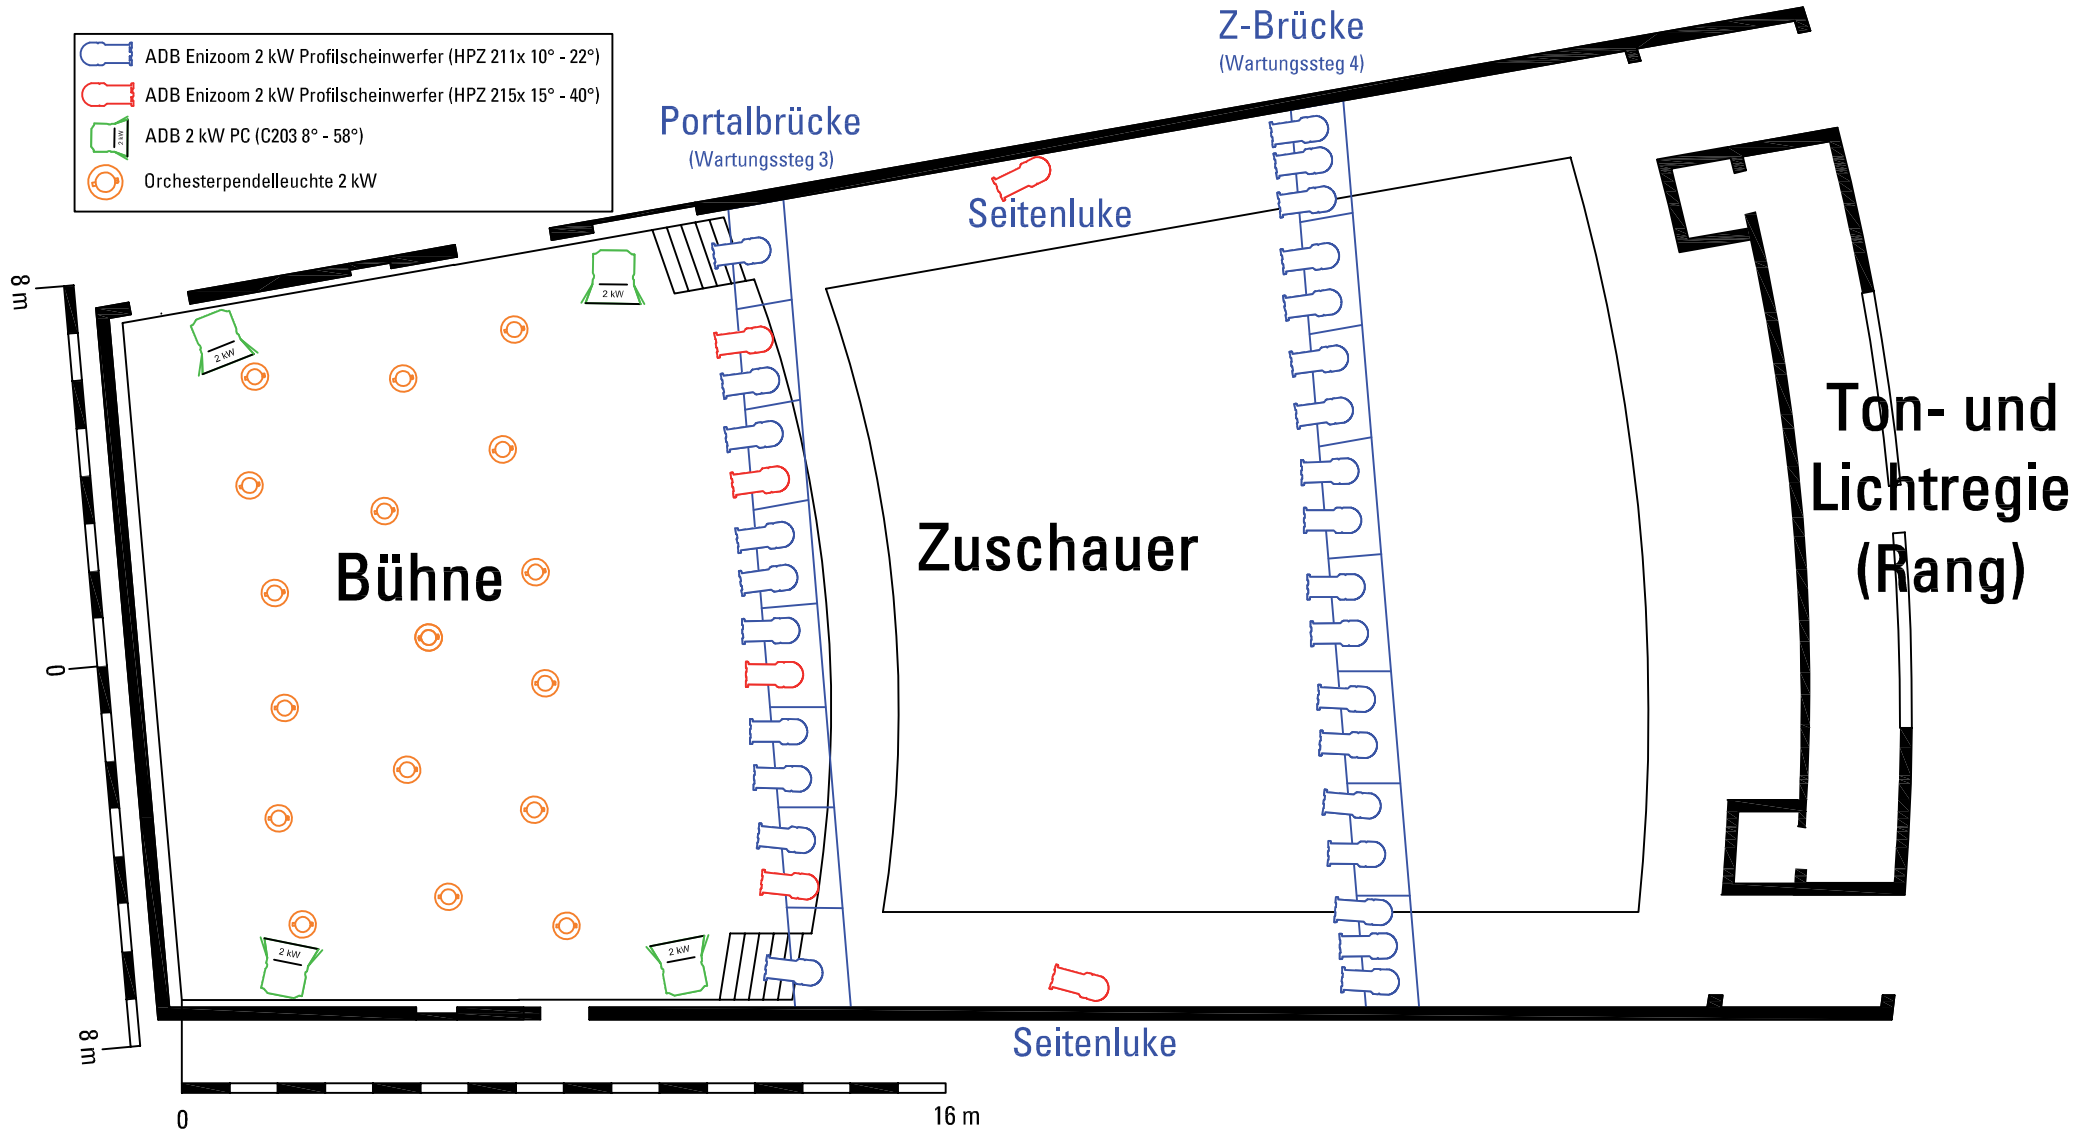 Z-Brücke
(Wartungssteg 4)
ADB Enizoom 2 kW Profilscheinwerfer (HPZ 211x 10° - 22°)
ADB Enizoom 2 kW Profilscheinwerfer (HPZ 215x 15° - 40°)
2 kW
ADB 2 kW PC (C203 8° - 58°)
Orchesterpendelleuchte 2 kW
Portalbrücke
(Wartungssteg 3)
Seitenluke
8 m
2 kW
2 kW
Ton- und
Lichtregie
(Rang)
Bühne
Zuschauer
0
2 kW
2 kW
8 m
Seitenluke
0
16 m